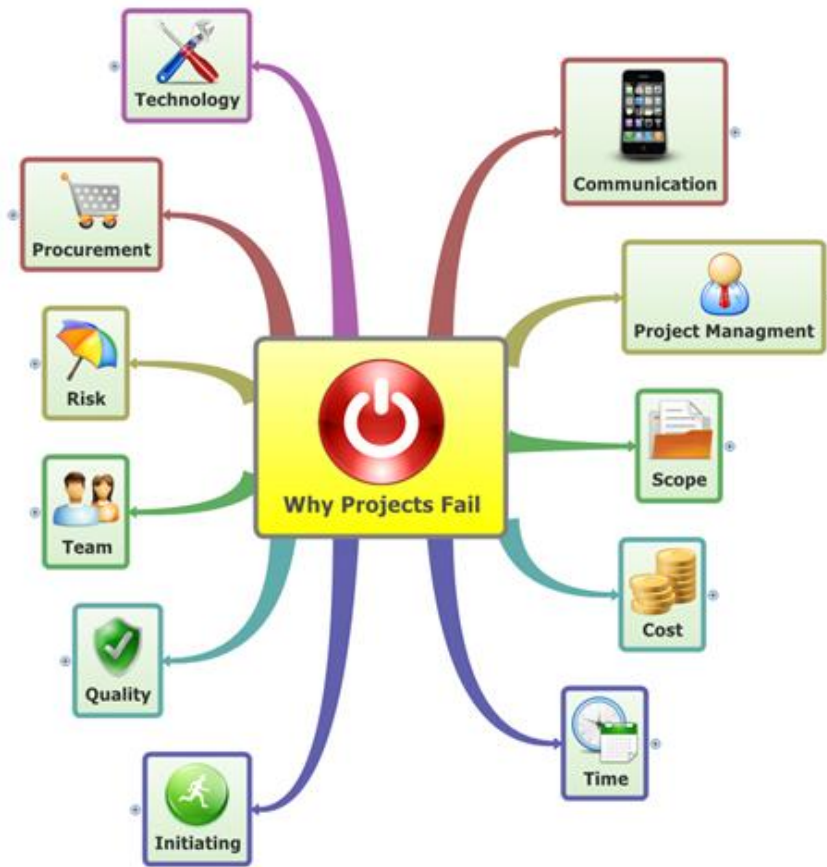 Technology
Communication
Procurement
Project Managment
Risk
Scope
Why Projects Fail
Team
Cost
Quality
Time
Initiating